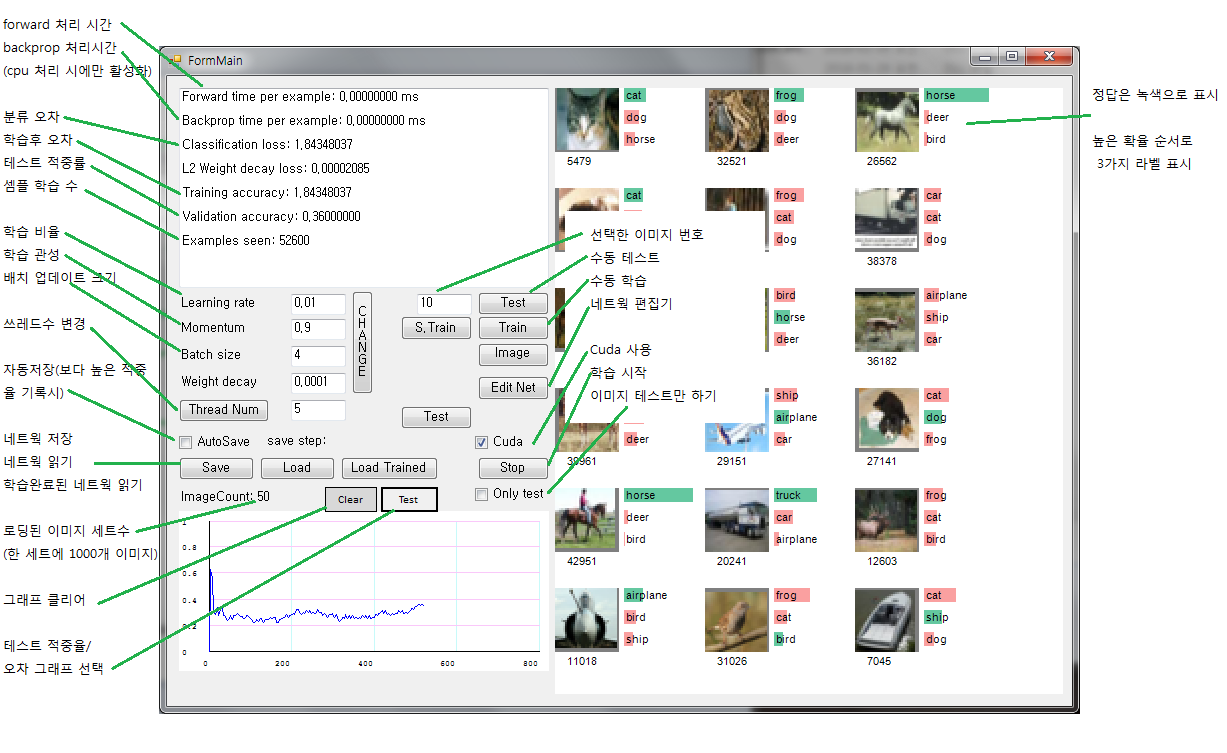 forward 처리 시간
backprop 처리시간
(cpu 처리 시에만 활성화)
분류 오차
학습후 오차
테스트 적중률
셈플 학습 수
학습 비율
학습 관성
배치 업데이트 크기
쓰레드수 변경
자동저장(보다 높은 적중
율 기록시)
네트웍 저장
네트웍 읽기
학습완료된 네트웍 읽기
로딩된 이미지 세트수
(한 세트에 1000개 이미지)
그래프 클리어
테스트 적중율/
오차 그래프 선택
FormMain
Forward time per example: 0,00000000 ms
Backprop time per example: 0,00000000 ms
Classification loss: 1,84348037
L2 Weight decay loss: 0,00002085
Training accuracy: 1,84348037
Validation accuracy: 0,36000000
Examples seen: 52600
Learning rate 0,01
Momentum 0,9
Batch size 4
Weight decay 0,0001
CHANGE
Thread Num 5
10 Test
S,Train Train
Image
Edit Net
Test
AutoSave save step:
Cuda
Save Load Load Trained Stop
ImageCount: 50 Clear Test
Only test
1
0.8
0.6
0.4
0.2
0
0 200 400 600 800
선택한 이미지 번호
수동 테스트
수동 학습
네트웍 편집기
Cuda 사용
학습 시작
이미지 테스트만 하기
cat
dog
horse
5479
frog
dog
deer
32521
horse
deer
bird
26562
cat
frog
cat
dog
car
cat
dog
38378
bird
horse
deer
airplane
ship
car
36182
deer
30961
ship
airplane
car
29151
cat
dog
frog
27141
horse
deer
bird
42951
truck
car
airplane
20241
frog
cat
bird
12603
airplane
bird
ship
11018
frog
cat
bird
31026
cat
ship
dog
7045
정답은 녹색으로 표시
높은 확률 순서로
3가지 라벨 표시